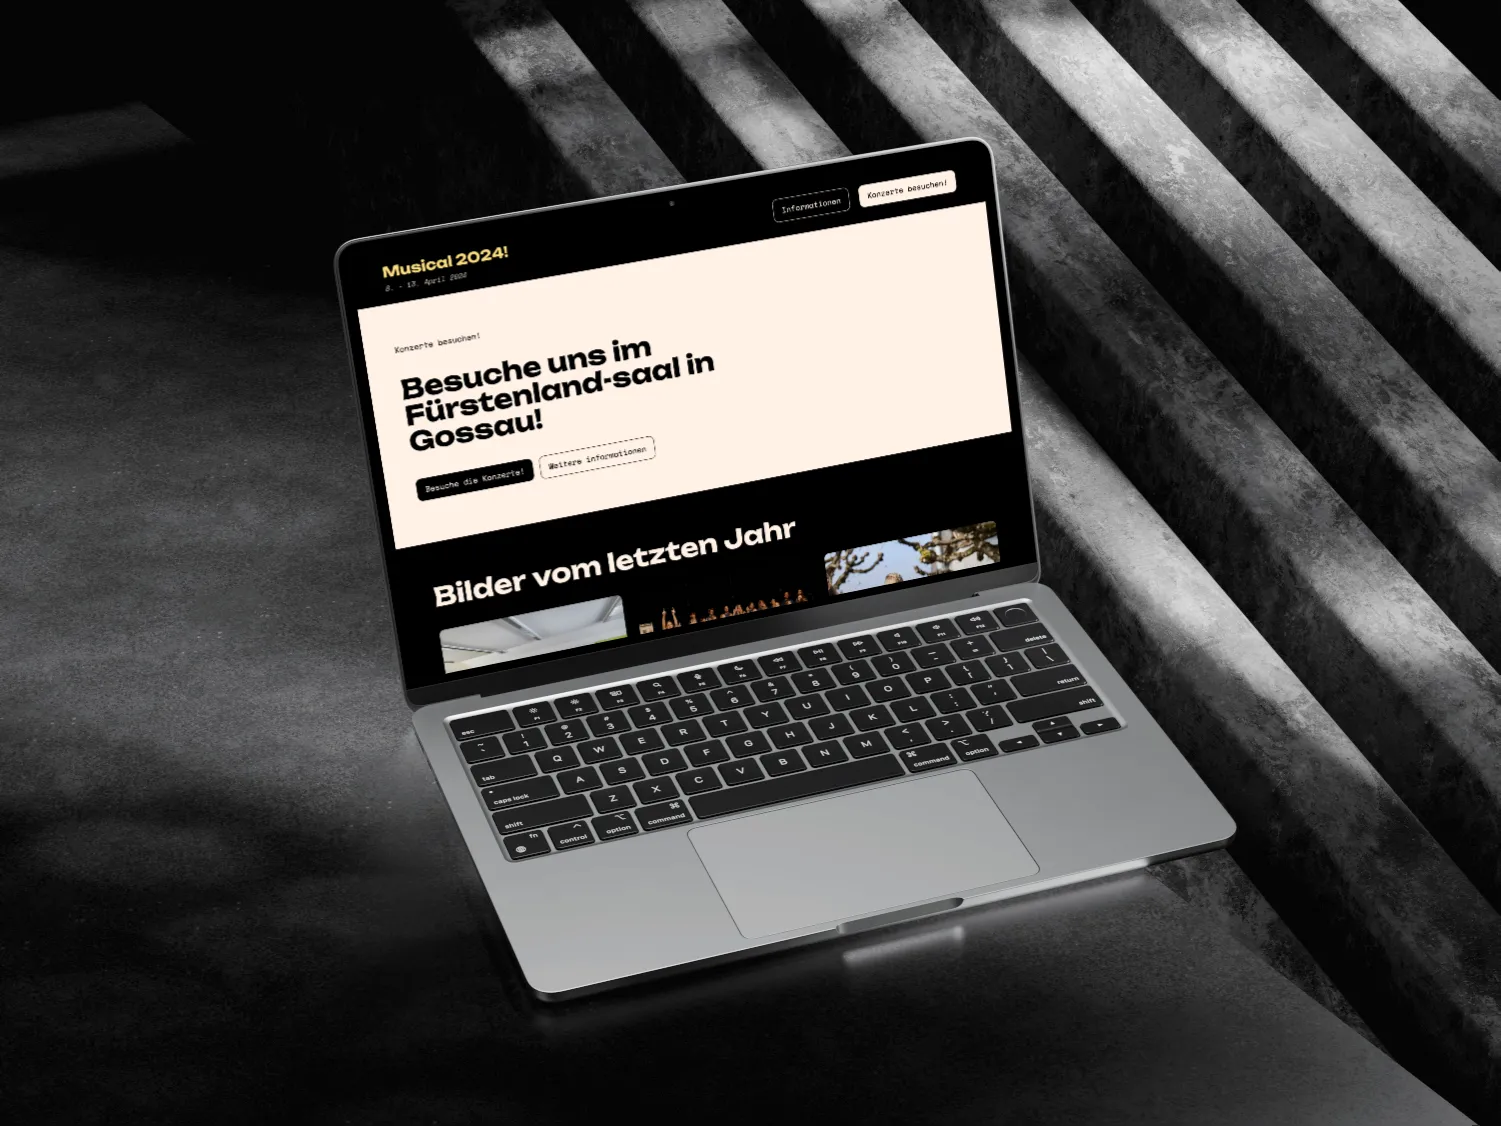 Musical 2024!
8. - 13. April 2024
Informationen
Konzerte besuchen!
Konzerte besuchen!
Besuche uns im
Fürstenland-saal in
Gossau!
Besuche die Konzerte!
Weitere informationen
Bilder vom letzten Jahr
esc F1 F2 F3 F4 F5 F6 F7 F8 F9 F10 F11 F12
~ ` ! 1 @ 2 # 3 $ 4 % 5 ^ 6 & 7 * 8 ( 9 ) 0 _ - + = delete
tab Q W E R T Y U I O P { [ } ] | \
caps lock A S D F G H J K L : ; " ' return
shift Z X C V B N M < , > . ? / shift
fn control option command command option